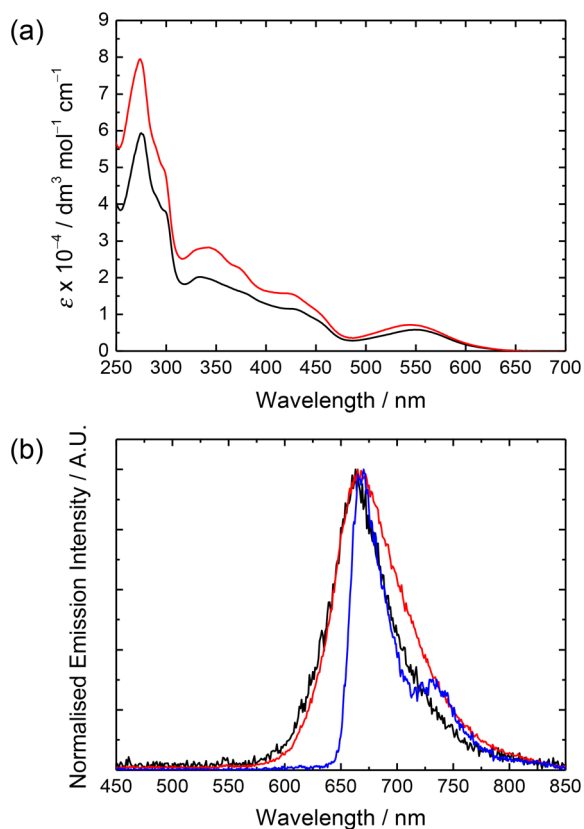 (a)
ε x 10⁻⁴ / dm³ mol⁻¹ cm⁻¹
9
8
7
6
5
4
3
2
1
0
250 300 350 400 450 500 550 600 650 700
Wavelength / nm
(b)
Normalised Emission Intensity / A.U.
450 500 550 600 650 700 750 800 850
Wavelength / nm